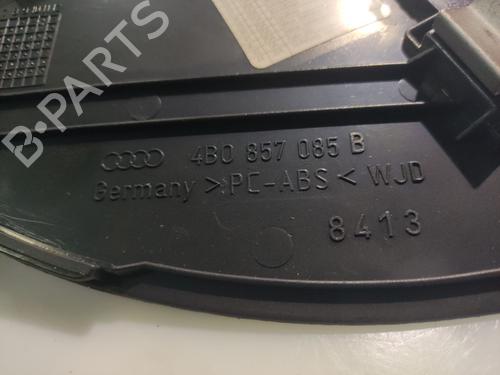 B-PARTS
4B0 857 085 B
Germany >PC-ABS< WJD
8413